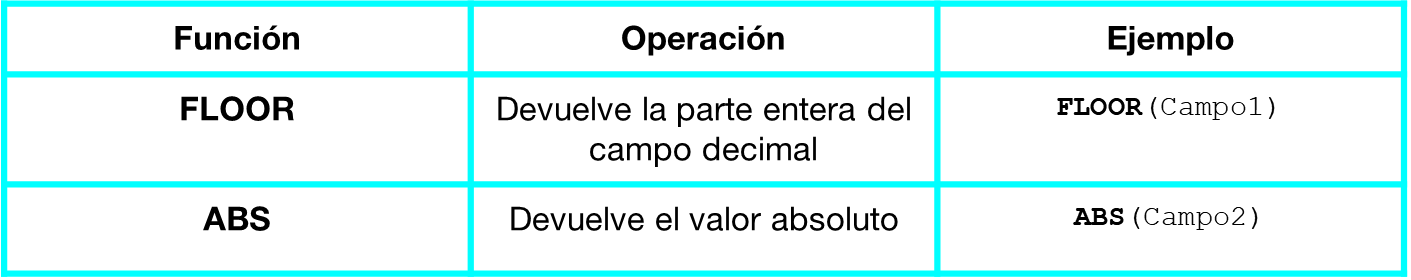 Función Operación Ejemplo
FLOOR Devuelve la parte entera del campo decimal FLOOR(Campo1)
ABS Devuelve el valor absoluto ABS(Campo2)